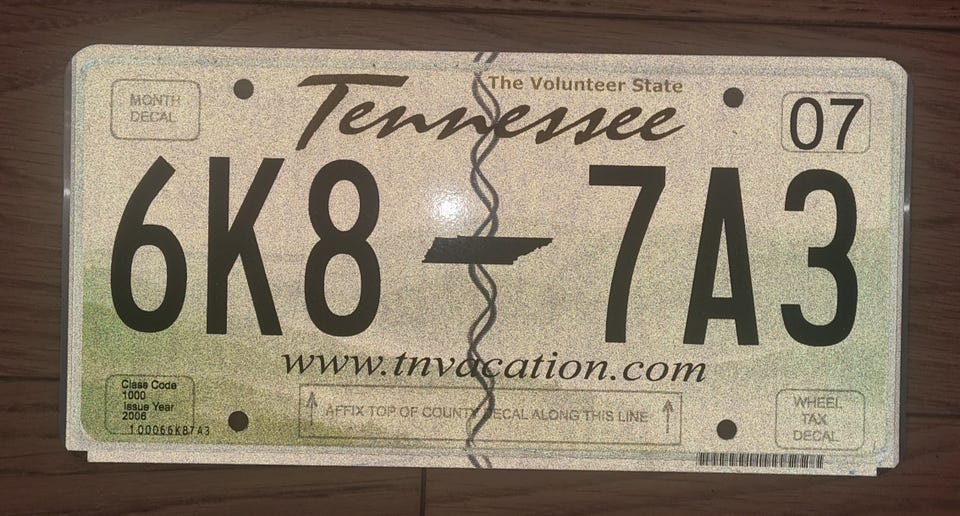 The Volunteer State
Tennessee
MONTH
DECAL
07
6K8 7A3
www.tnvacation.com
Class Code
1000
Issue Year
2006
100066K87A3
AFFIX TOP OF COUNTY DECAL ALONG THIS LINE
WHEEL
TAX
DECAL